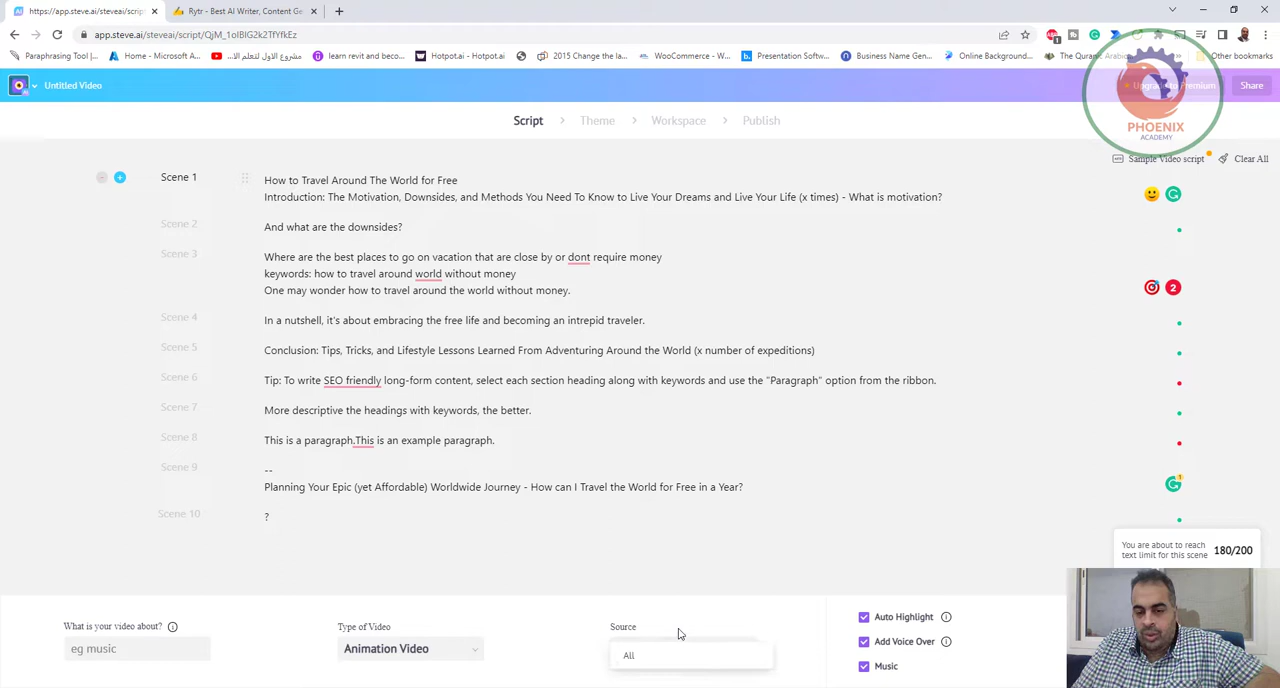 https://app.steve.ai/steveai/scrip
Rytr - Best AI Writer, Content Ge
app.steve.ai/steveai/script/QjM_1oIBIG2k2TfYfkEz
Paraphrasing Tool |
Home - Microsoft A...
مشروع الاول لتعلم الا...
learn revit and beco...
Hotpot.ai - Hotpot.ai
2015 Change the la...
WooCommerce - W...
Presentation Softwa...
Business Name Gen...
Online Background...
The Quranic Arabic
Other bookmarks
Untitled Video
Upgrade to Premium
Share
Script
Theme
Workspace
Publish
PHOENIX
ACADEMY
Sample Video script
Clear All
Scene 1
How to Travel Around The World for Free
Introduction: The Motivation, Downsides, and Methods You Need To Know to Live Your Dreams and Live Your Life (x times) - What is motivation?
Scene 2
And what are the downsides?
Scene 3
Where are the best places to go on vacation that are close by or dont require money
keywords: how to travel around world without money
One may wonder how to travel around the world without money.
2
Scene 4
In a nutshell, it's about embracing the free life and becoming an intrepid traveler.
Scene 5
Conclusion: Tips, Tricks, and Lifestyle Lessons Learned From Adventuring Around the World (x number of expeditions)
Scene 6
Tip: To write SEO friendly long-form content, select each section heading along with keywords and use the "Paragraph" option from the ribbon.
Scene 7
More descriptive the headings with keywords, the better.
Scene 8
This is a paragraph.This is an example paragraph.
Scene 9
--
Planning Your Epic (yet Affordable) Worldwide Journey - How can I Travel the World for Free in a Year?
Scene 10
?
You are about to reach
text limit for this scene
180/200
What is your video about?
eg music
Type of Video
Animation Video
Source
All
Auto Highlight
Add Voice Over
Music